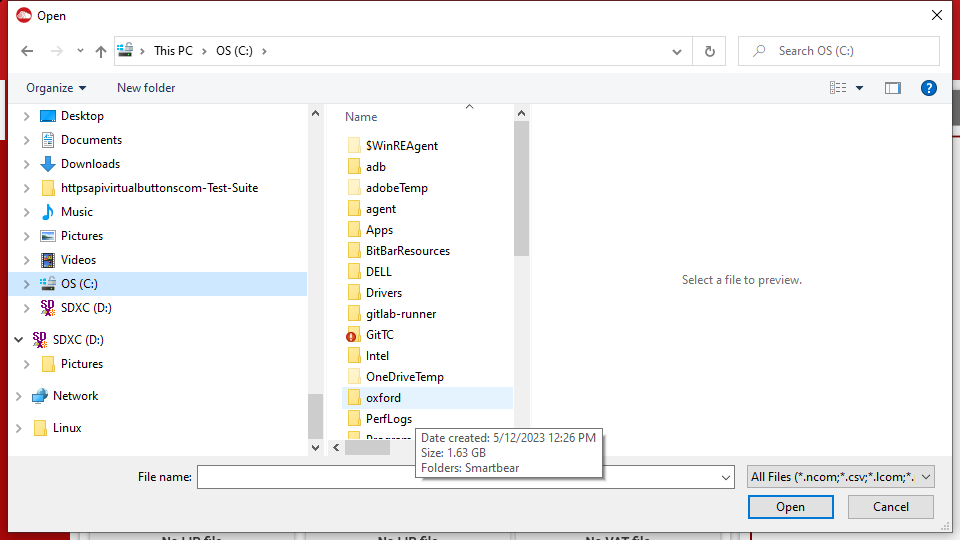 Open
This PC
OS (C:)
Search OS (C:)
Organize
New folder
Desktop
Documents
Downloads
httpsapivirtualbuttonscom-Test-Suite
Music
Pictures
Videos
OS (C:)
SDXC (D:)
SDXC (D:)
Pictures
Network
Linux
Name
$WinREAgent
adb
adobeTemp
agent
Apps
BitBarResources
DELL
Drivers
gitlab-runner
GitTC
Intel
OneDriveTemp
oxford
PerfLogs
Date created: 5/12/2023 12:26 PM
Size: 1.63 GB
Folders: Smartbear
Select a file to preview.
File name:
All Files (*.ncom;*.csv;*.lcom;*.
Open
Cancel